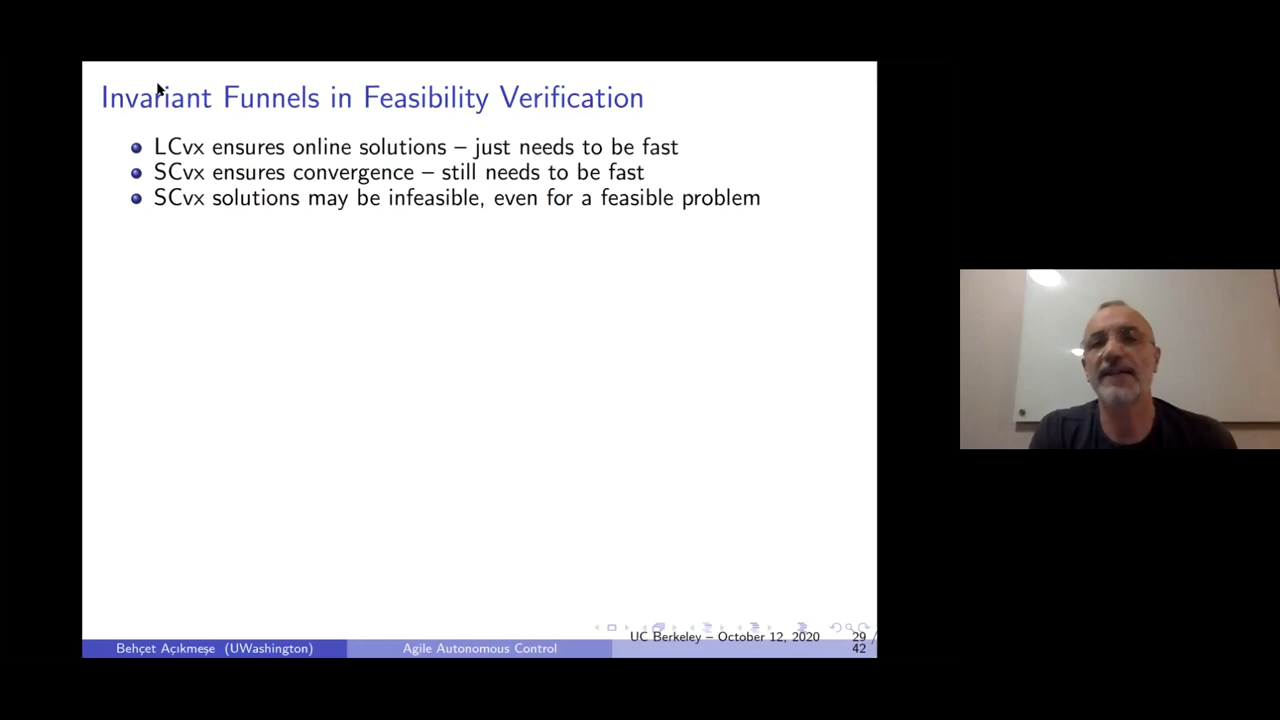 Invariant Funnels in Feasibility Verification
LCvx ensures online solutions – just needs to be fast
SCvx ensures convergence – still needs to be fast
SCvx solutions may be infeasible, even for a feasible problem
UC Berkeley – October 12, 2020 29 /
Behçet Açıkmeşe (UWashington) Agile Autonomous Control 42